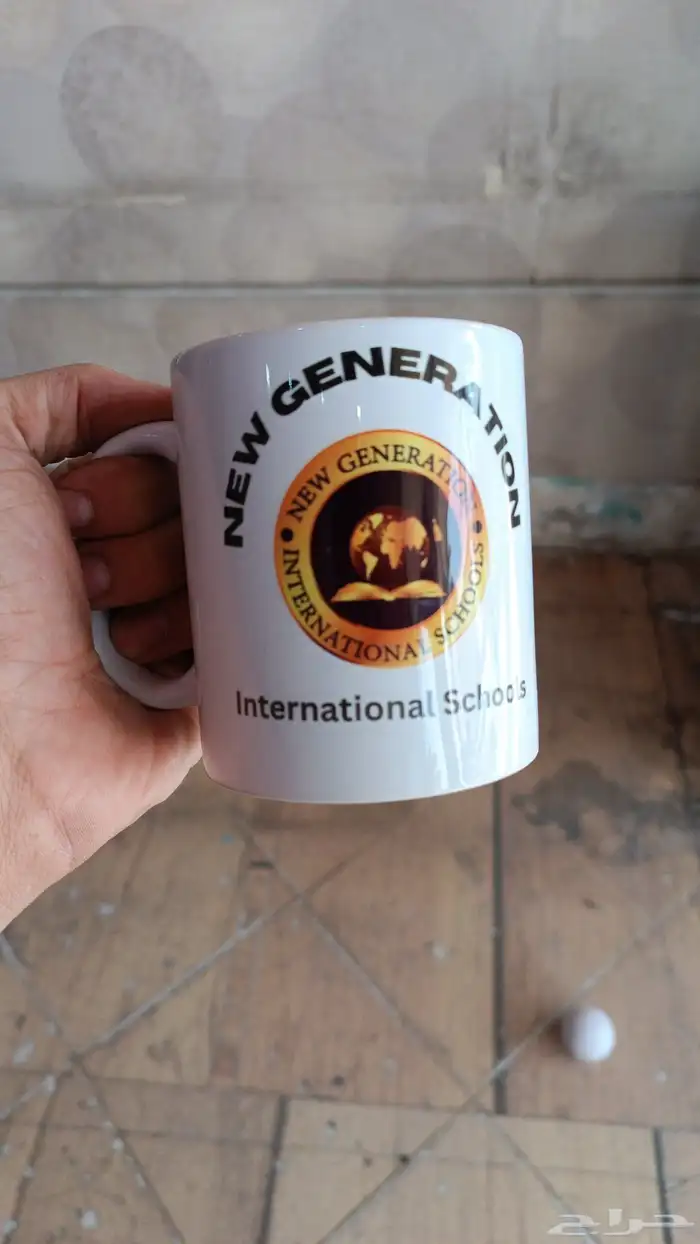 NEW GENERATION
NEW GENERATION
INTERNATIONAL SCHOOLS
International Schools
حراج